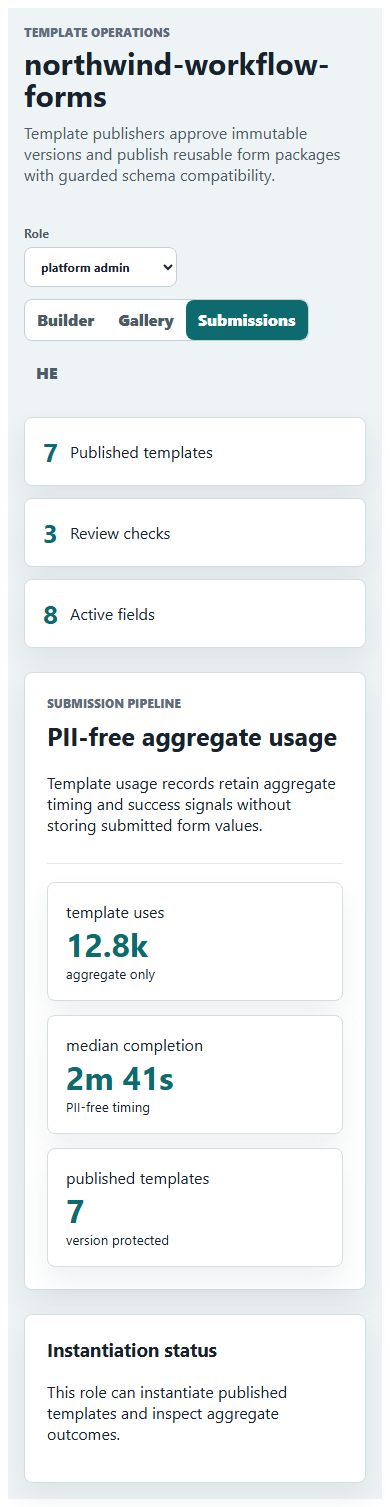 TEMPLATE OPERATIONS
northwind-workflow-
forms
Template publishers approve immutable
versions and publish reusable form packages
with guarded schema compatibility.
Role
platform admin
Builder Gallery Submissions
HE
7 Published templates
3 Review checks
8 Active fields
SUBMISSION PIPELINE
PII-free aggregate usage
Template usage records retain aggregate
timing and success signals without
storing submitted form values.
template uses
12.8k
aggregate only
median completion
2m 41s
PII-free timing
published templates
7
version protected
Instantiation status
This role can instantiate published
templates and inspect aggregate
outcomes.